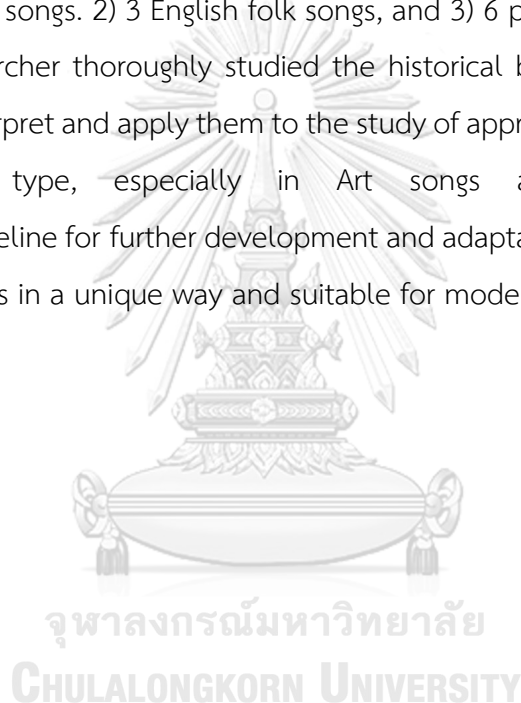 songs. 2) 3 English folk songs, and 3) 6 p
rcher thoroughly studied the historical b
rpret and apply them to the study of appr
type, especially in Art songs a
eline for further development and adapta
s in a unique way and suitable for mode
จุฬาลงกรณ์มหาวิทยาลัย
CHULALONGKORN UNIVERSITY